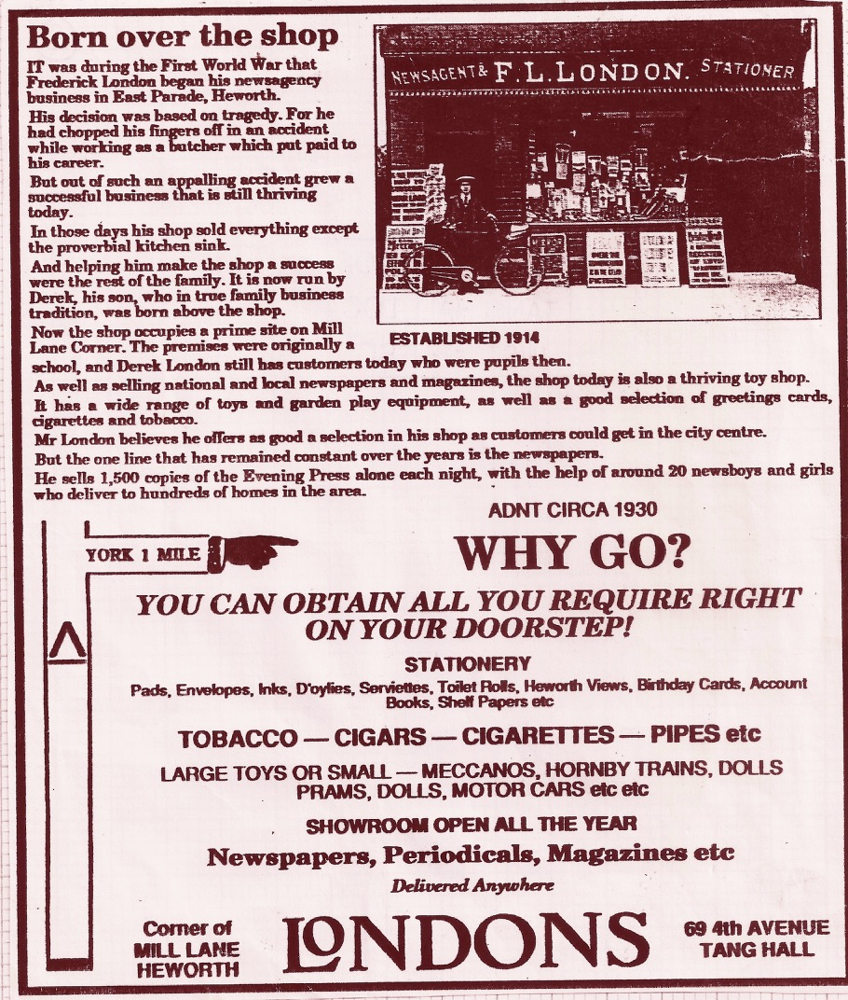 Born over the shop
IT was during the First World War that
Frederick London began his newsagency
business in East Parade, Heworth.
His decision was based on tragedy. For he
had chopped his fingers off in an accident
while working as a butcher which put paid to
his career.
But out of such an appalling accident grew a
successful business that is still thriving
today.
In those days his shop sold everything except
the proverbial kitchen sink.
And helping him make the shop a success
were the rest of the family. It is now run by
Derek, his son, who in true family business
tradition, was born above the shop.
Now the shop occupies a prime site on Mill
Lane Corner. The premises were originally a
school, and Derek London still has customers today who were pupils then.
As well as selling national and local newspapers and magazines, the shop today is also a thriving toy shop.
It has a wide range of toys and garden play equipment, as well as a good selection of greetings cards,
cigarettes and tobacco.
Mr London believes he offers as good a selection in his shop as customers could get in the city centre.
But the one line that has remained constant over the years is the newspapers.
He sells 1,500 copies of the Evening Press alone each night, with the help of around 20 newsboys and girls
who deliver to hundreds of homes in the area.
NEWSAGENT & F. L. LONDON. STATIONER
ESTABLISHED 1914
ADNT CIRCA 1930
YORK 1 MILE
WHY GO?
YOU CAN OBTAIN ALL YOU REQUIRE RIGHT
ON YOUR DOORSTEP!
STATIONERY
Pads, Envelopes, Inks, D'oylies, Serviettes, Toilet Rolls, Heworth Views, Birthday Cards, Account
Books, Shelf Papers etc
TOBACCO — CIGARS — CIGARETTES — PIPES etc
LARGE TOYS OR SMALL — MECCANOS, HORNBY TRAINS, DOLLS
PRAMS, DOLLS, MOTOR CARS etc etc
SHOWROOM OPEN ALL THE YEAR
Newspapers, Periodicals, Magazines etc
Delivered Anywhere
Corner of
MILL LANE
HEWORTH
LONDONS
69 4th AVENUE
TANG HALL